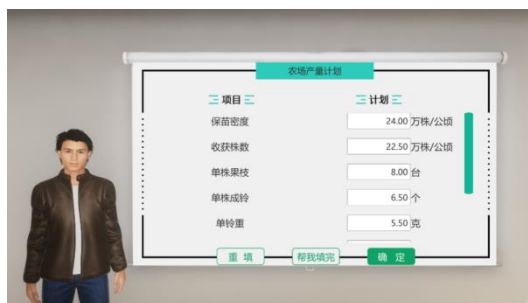 农场产量计划
项目 计划
保苗密度 24.00 万株/公顷
收获株数 22.50 万株/公顷
单株果枝 8.00 台
单株成铃 6.50 个
单铃重 5.50 克
重 填 帮我填完 确 定